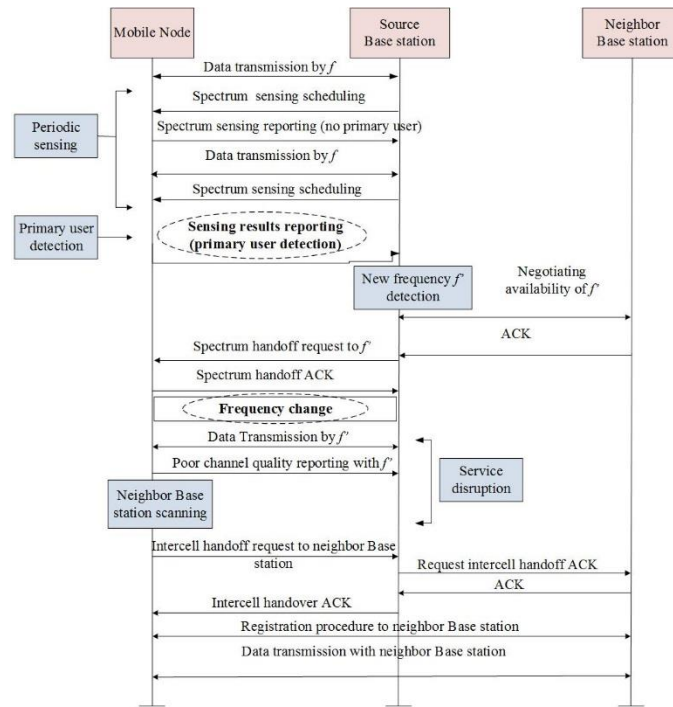 Mobile Node
Source
Base station
Neighbor
Base station
Data transmission by f
Spectrum sensing scheduling
Periodic
sensing
Spectrum sensing reporting (no primary user)
Data transmission by f
Spectrum sensing scheduling
Primary user
detection
Sensing results reporting
(primary user detection)
New frequency f'
detection
Negotiating
availability of f'
ACK
Spectrum handoff request to f'
Spectrum handoff ACK
Frequency change
Data Transmission by f'
Poor channel quality reporting with f'
Service
disruption
Neighbor Base
station scanning
Intercell handoff request to neighbor Base
station
Request intercell handoff ACK
ACK
Intercell handover ACK
Registration procedure to neighbor Base station
Data transmission with neighbor Base station